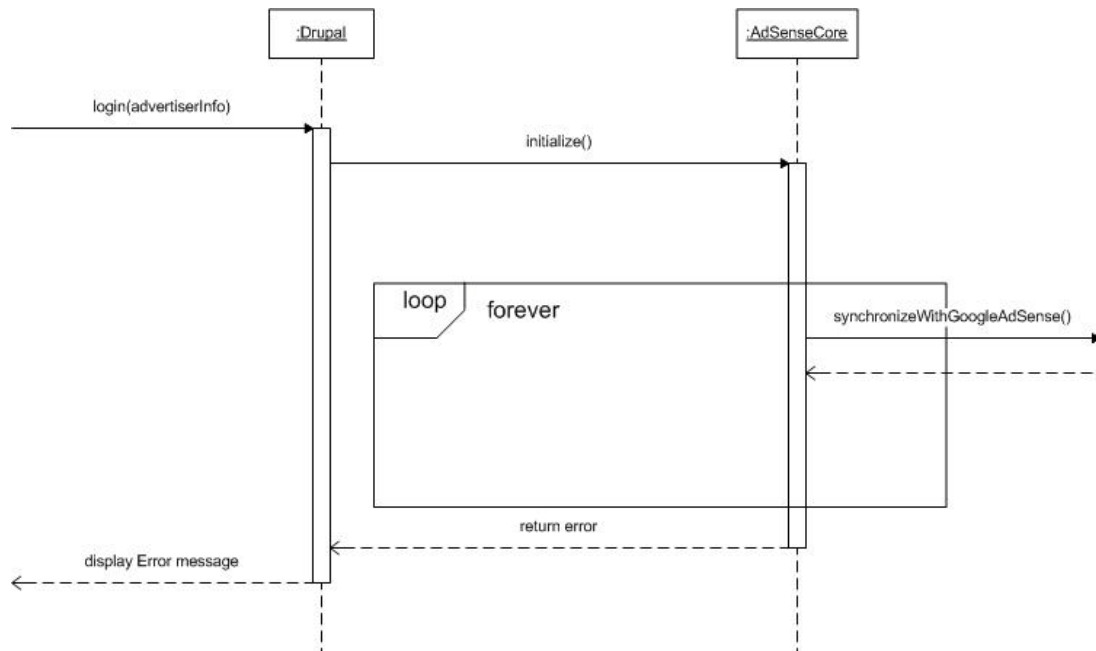 :Drupal
:AdSenseCore
login(advertiserInfo)
initialize()
loop
forever
synchronizeWithGoogleAdSense()
return error
display Error message